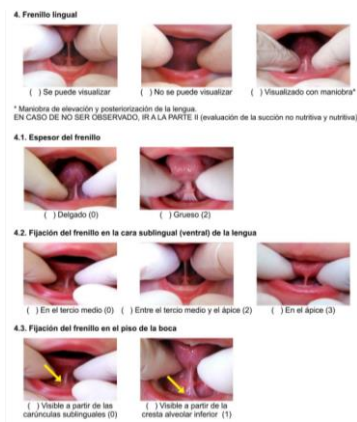 4. Frenillo lingual
( ) Se puede visualizar ( ) No se puede visualizar ( ) Visualizado con maniobra*
* Maniobra de elevación y posteriorización de la lengua.
EN CASO DE NO SER OBSERVADO, IR A LA PARTE II (evaluación de la succión no nutritiva y nutritiva)
4.1. Espesor del frenillo
( ) Delgado (0) ( ) Grueso (2)
4.2. Fijación del frenillo en la cara sublingual (ventral) de la lengua
( ) En el tercio medio (0) ( ) Entre el tercio medio y el ápice (2) ( ) En el ápice (3)
4.3. Fijación del frenillo en el piso de la boca
( ) Visible a partir de las
carúnculas sublinguales (0)
( ) Visible a partir de la
cresta alveolar inferior (1)